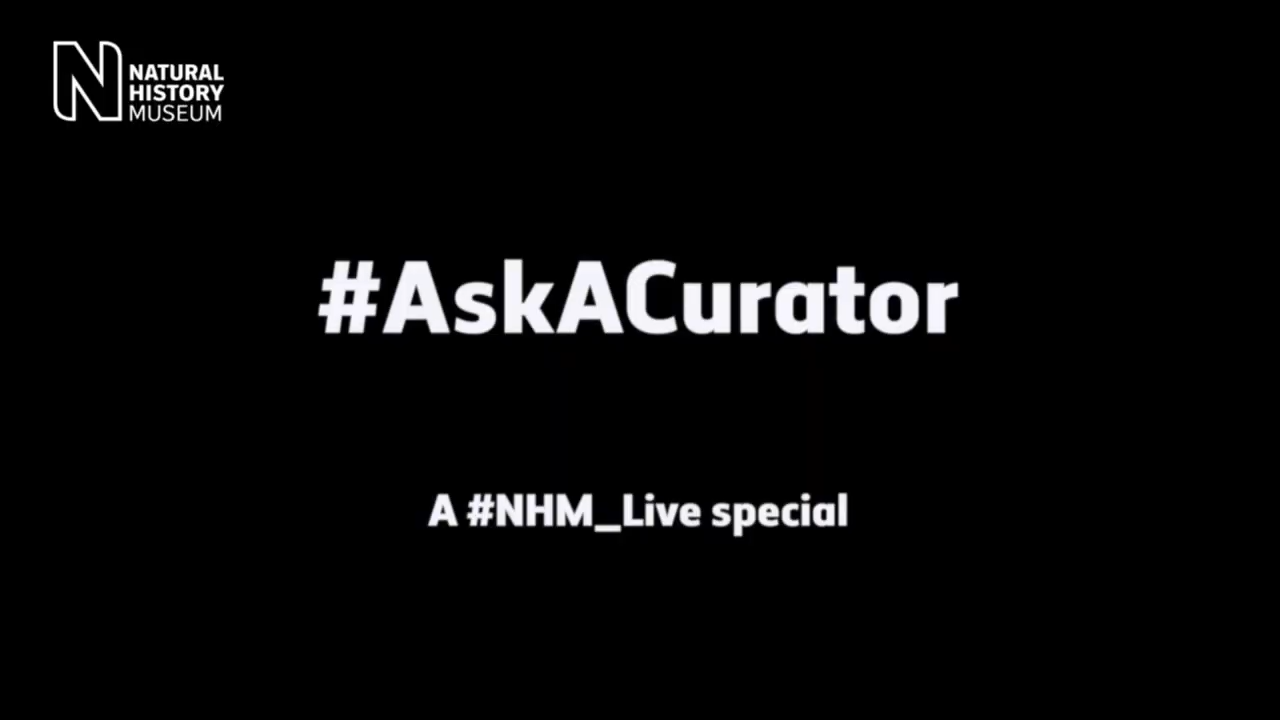 NATURAL
HISTORY
MUSEUM
#AskACurator
A #NHM_Live special